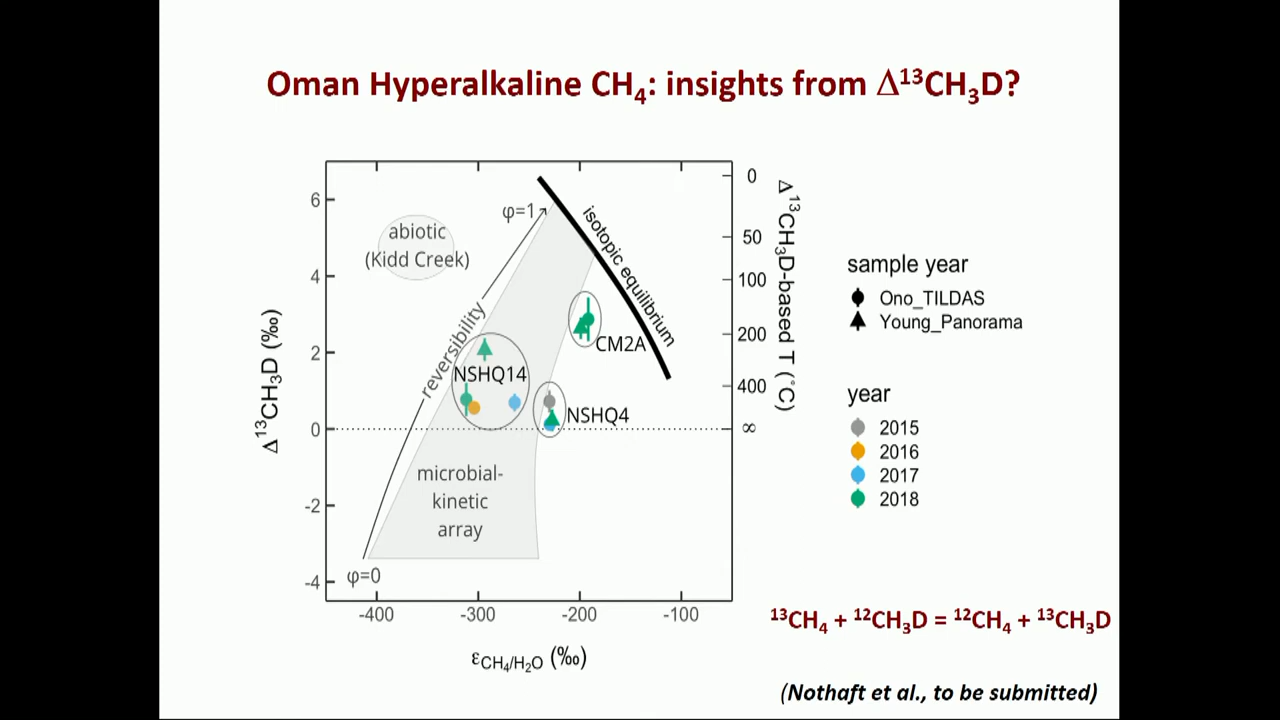 Oman Hyperalkaline CH₄: insights from Δ¹³CH₃D?
6
4
2
0
-2
-4
Δ¹³CH₃D (‰)
-400
-300
-200
-100
ε CH₄/H₂O (‰)
0
50
100
200
400
∞
Δ¹³CH₃D-based T (°C)
abiotic
(Kidd Creek)
φ=1
isotopic equilibrium
reversibility
CM2A
NSHQ14
NSHQ4
microbial-
kinetic
array
φ=0
sample year
Ono_TILDAS
Young_Panorama
year
2015
2016
2017
2018
¹³CH₄ + ¹²CH₃D = ¹²CH₄ + ¹³CH₃D
(Nothaft et al., to be submitted)